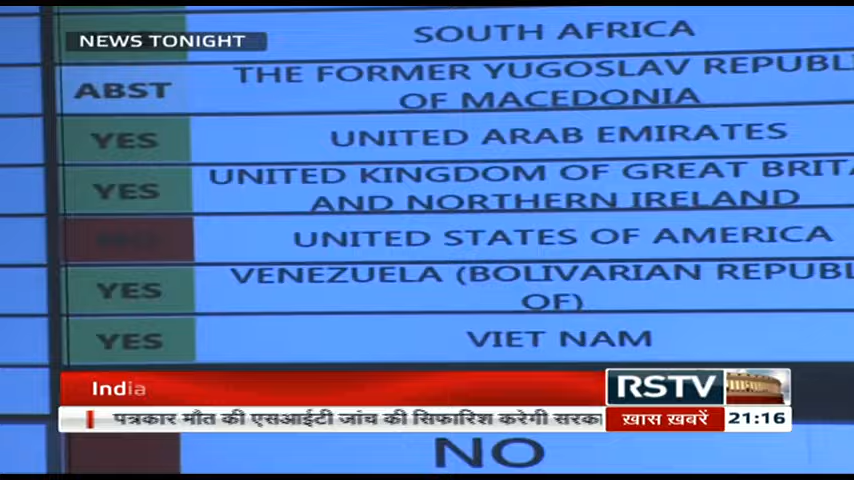 NEWS TONIGHT
SOUTH AFRICA
ABST
THE FORMER YUGOSLAV REPUBLI
OF MACEDONIA
YES
UNITED ARAB EMIRATES
YES
UNITED KINGDOM OF GREAT BRITA
AND NORTHERN IRELAND
UNITED STATES OF AMERICA
YES
VENEZUELA (BOLIVARIAN REPUBL
OF)
YES
VIET NAM
India
RSTV
पत्रकार मौत की एसआईटी जांच की सिफारिश करेगी सरका
ख़ास ख़बरें
21:16
NO